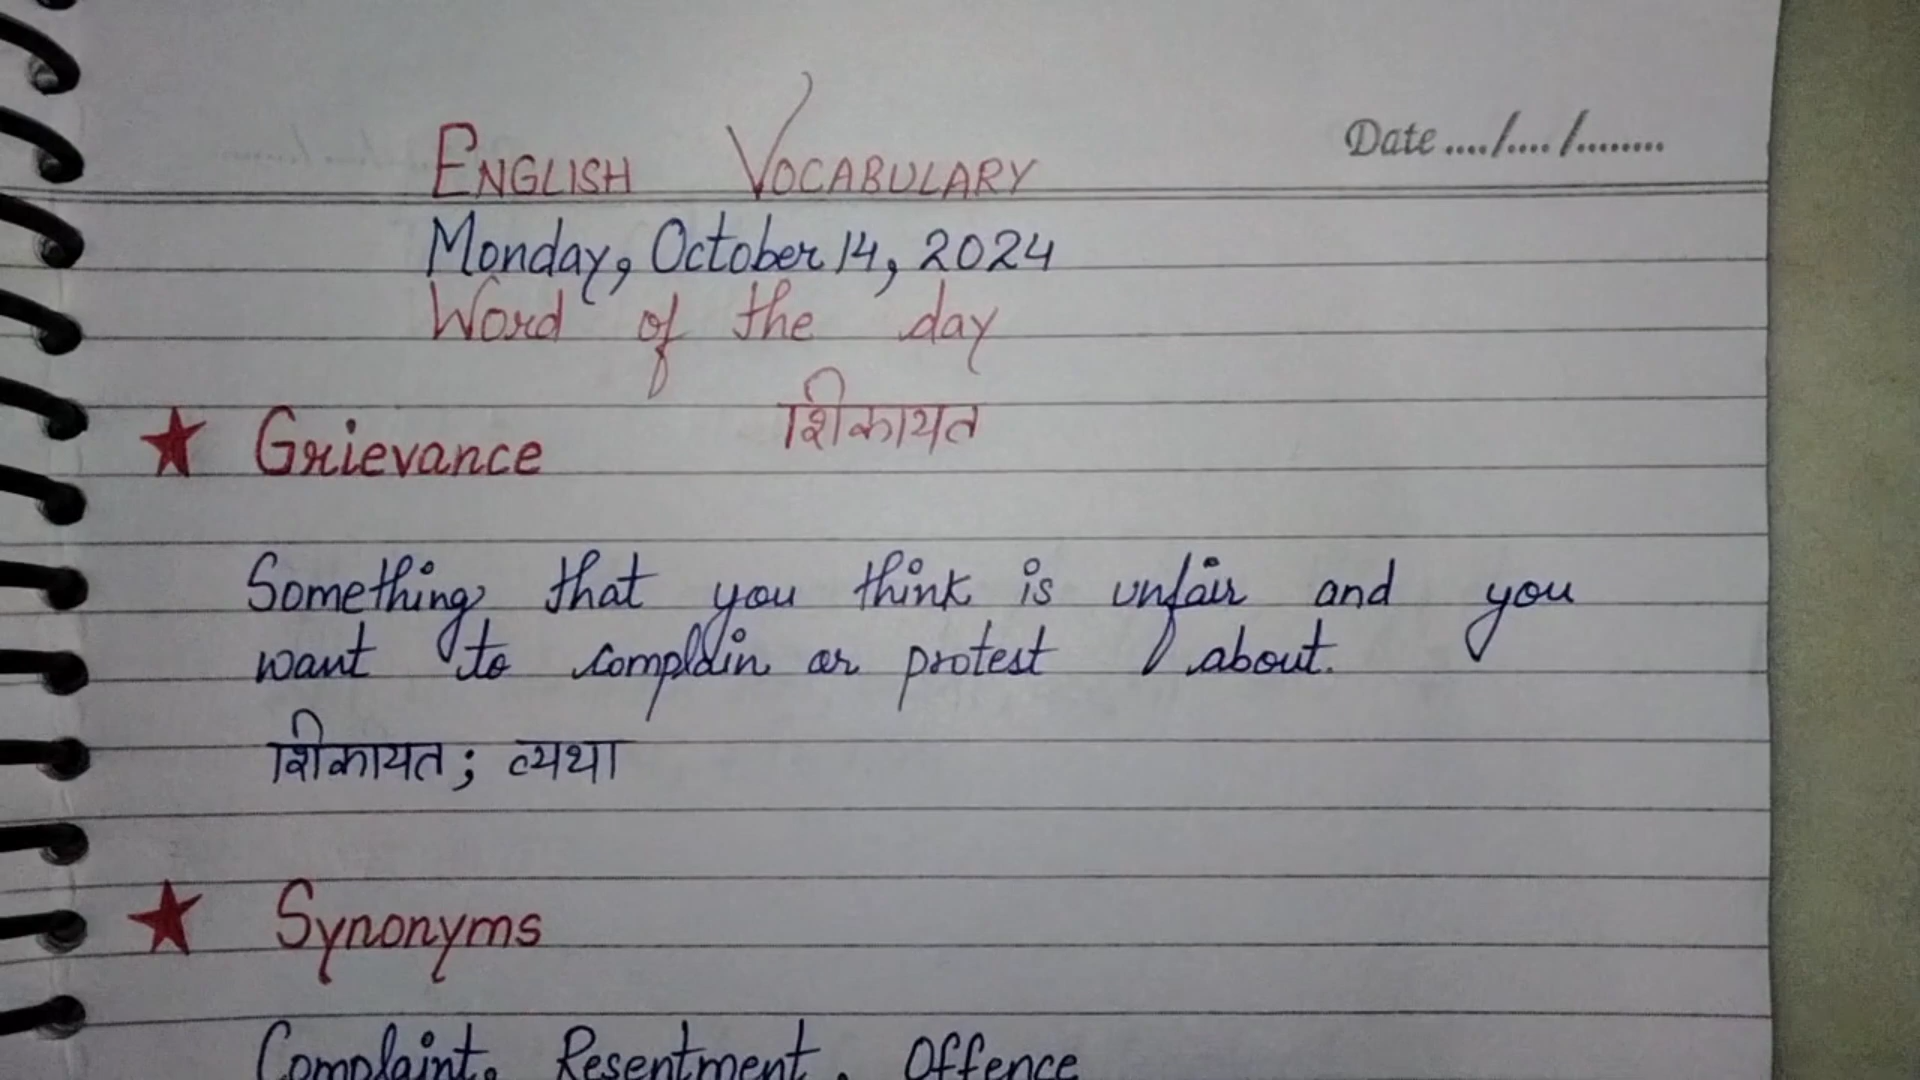 Date ..../..../.........
ENGLISH VOCABULARY
Monday, October 14, 2024
Word of the day
★ Grievance शिकायत
Something that you think is unfair and you
want to complain or protest about.
शिकायत ; व्यथा
★ Synonyms
Complaint, Resentment, Offence